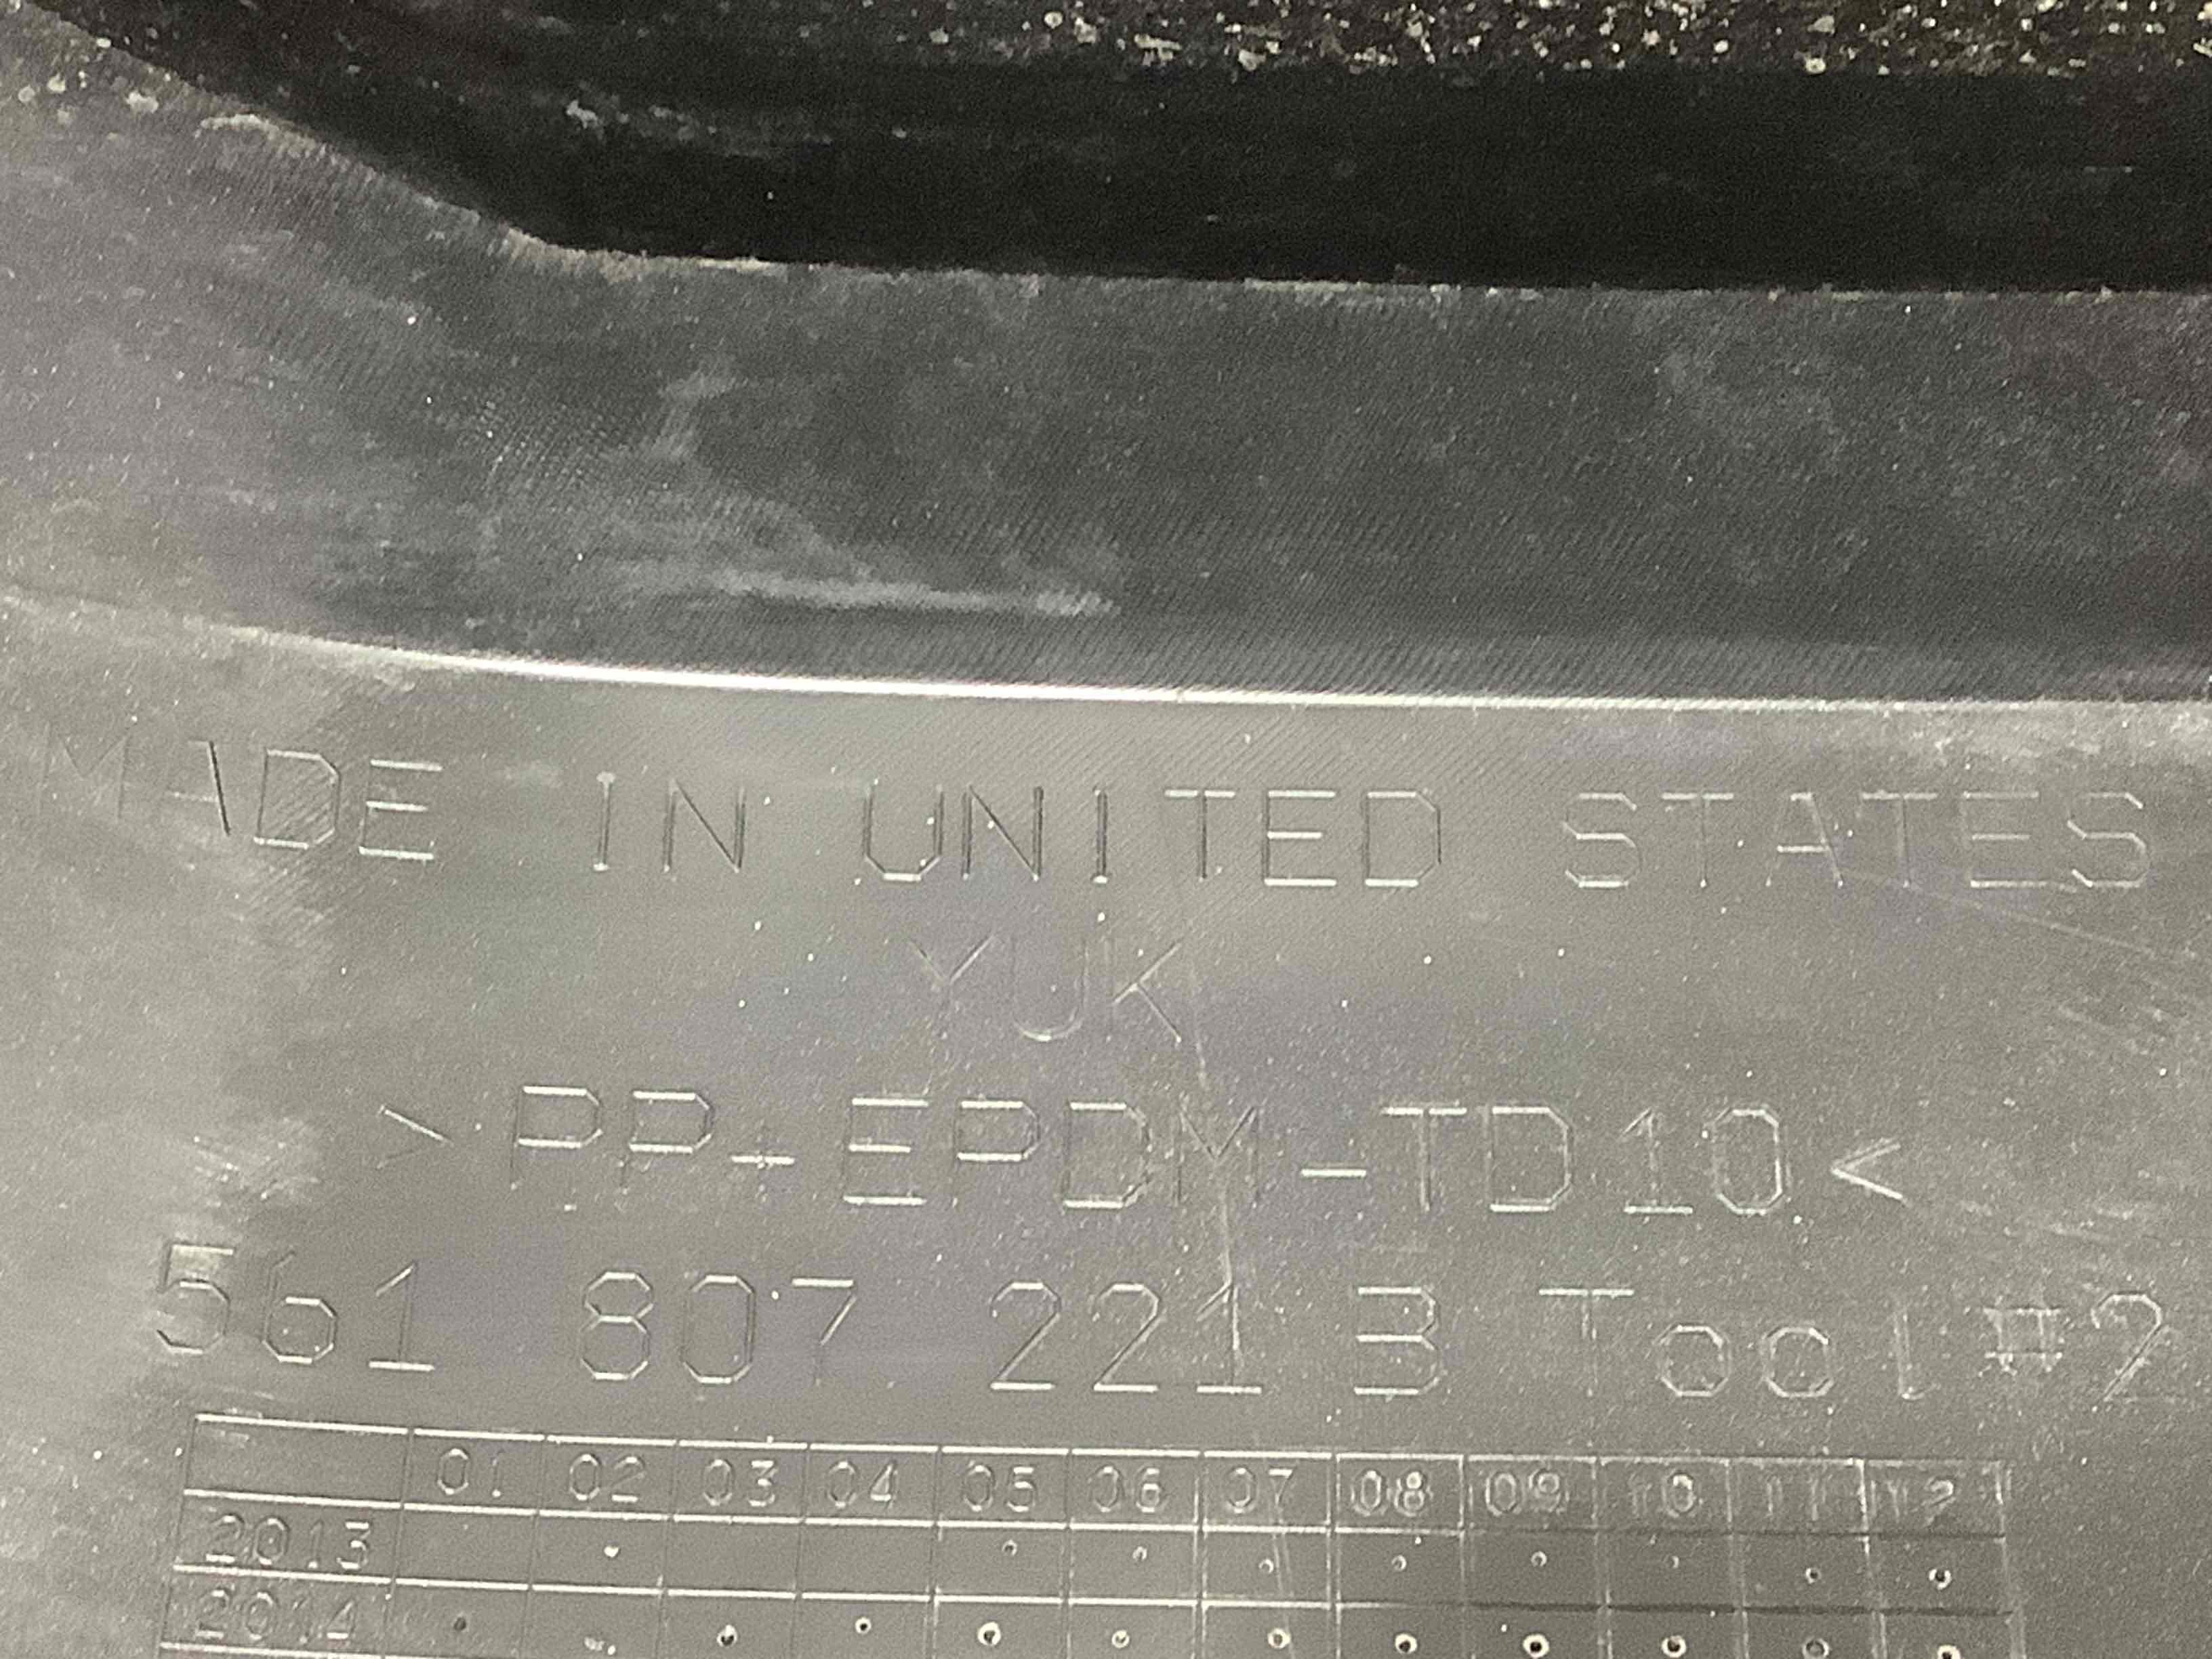 MADE IN UNITED STATES
YUK
>PP+EPDM-TD10<
561 807 221 B Tool#2
01 02 03 04 05 06 07 08 09 10 11 12
2013
2014